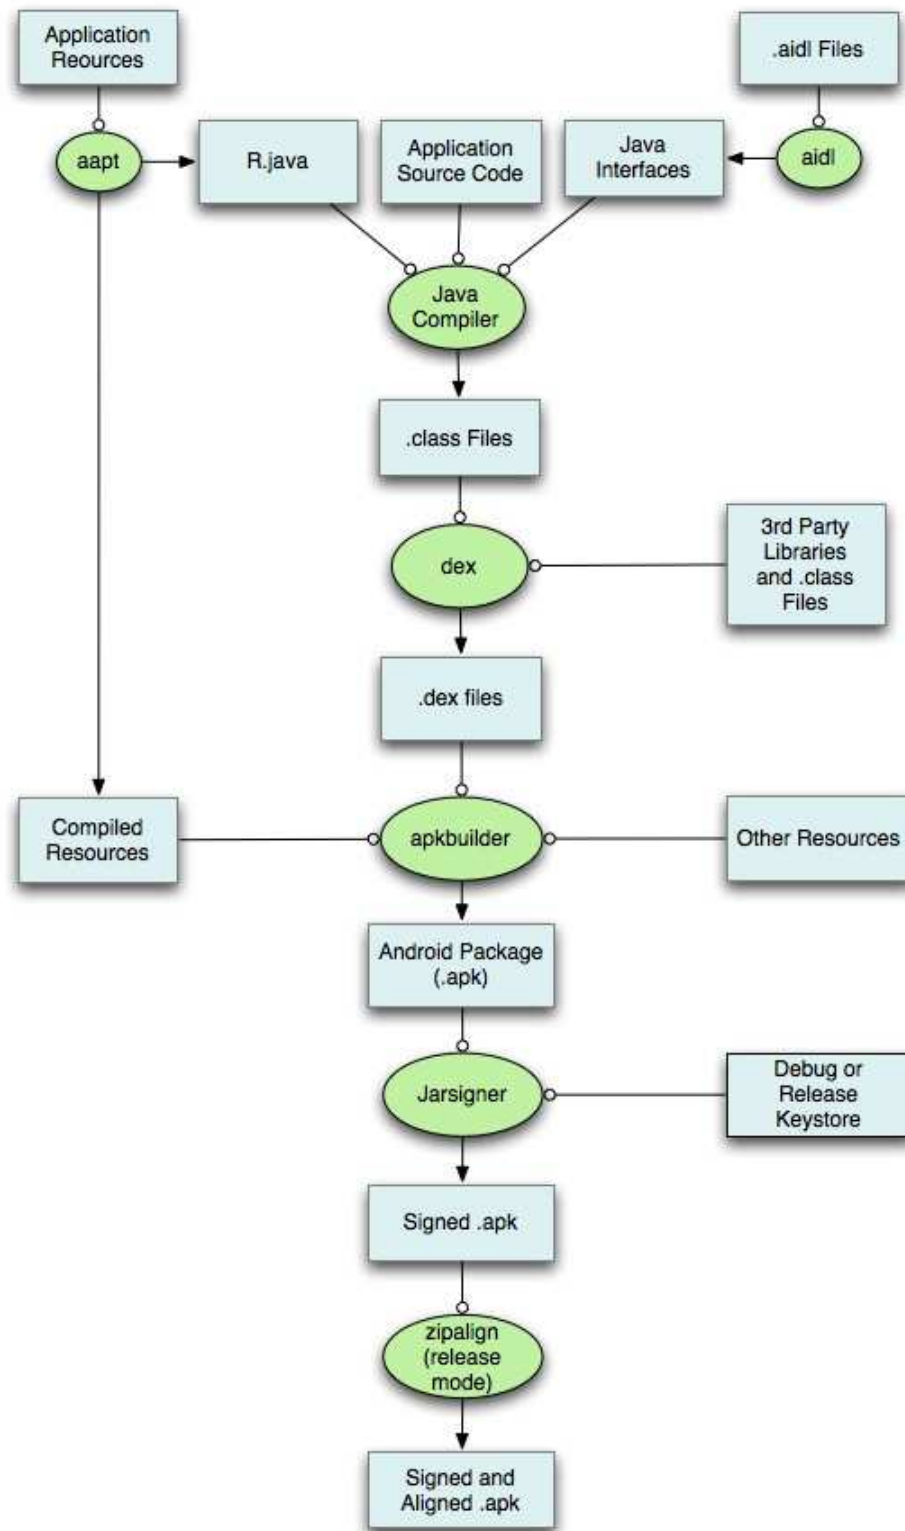 Application
Reources
.aidl Files
aapt
R.java
Application
Source Code
Java
Interfaces
aidl
Java
Compiler
.class Files
dex
3rd Party
Libraries
and .class
Files
.dex files
Compiled
Resources
apkbuilder
Other Resources
Android Package
(.apk)
Jarsigner
Debug or
Release
Keystore
Signed .apk
zipalign
(release
mode)
Signed and
Aligned .apk